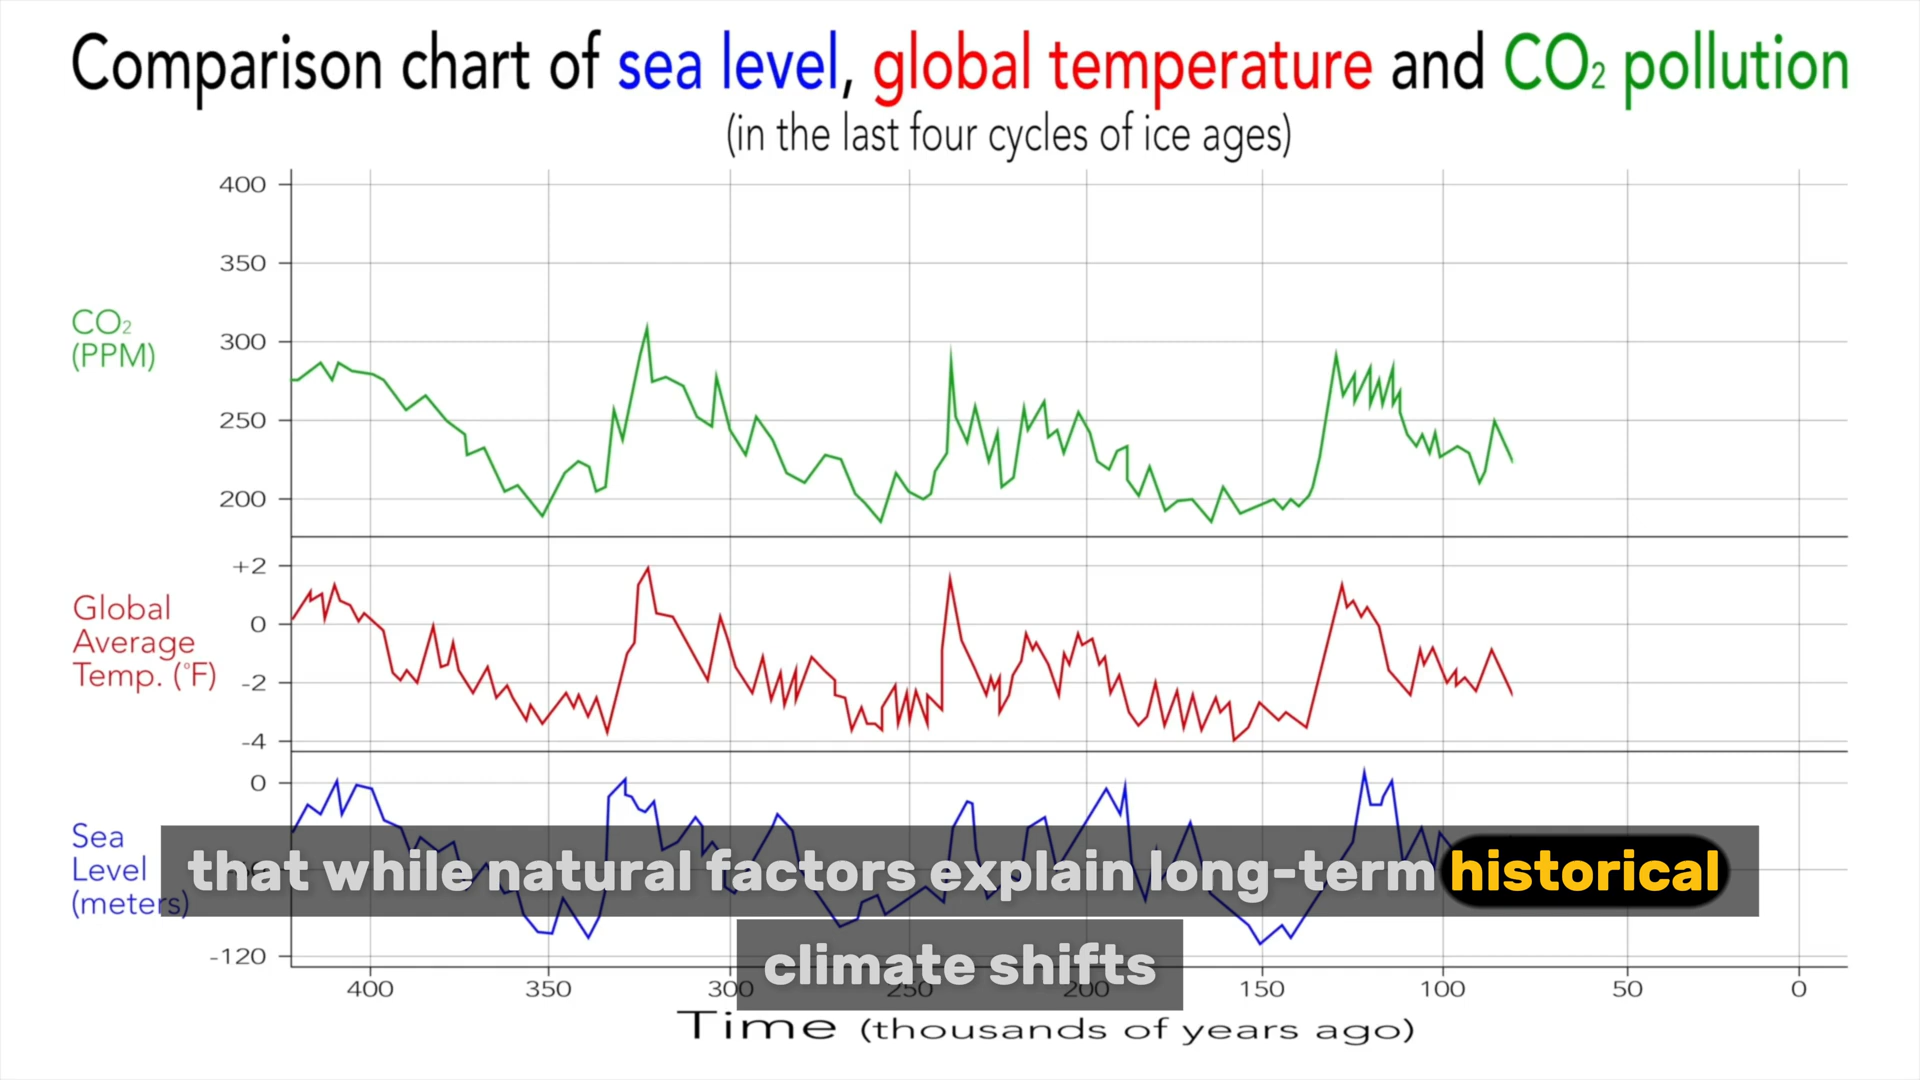 Comparison chart of sea level, global temperature and CO₂ pollution
(in the last four cycles of ice ages)
400
350
CO₂
(PPM)
300
250
200
+2
Global
Average
Temp. (°F)
0
-2
-4
0
Sea
Level
(meters)
that while natural factors explain long-term historical
climate shifts
-120
400 350 300 250 200 150 100 50 0
Time (thousands of years ago)